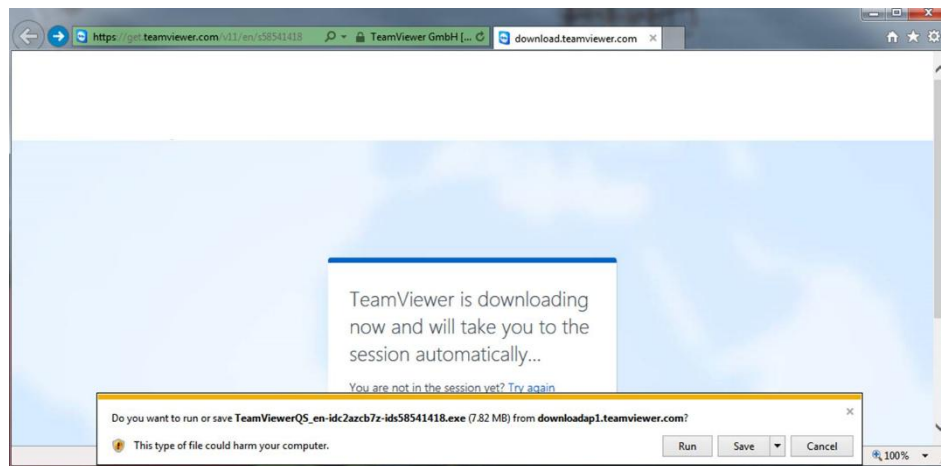 https://get.teamviewer.com/v11/en/s58541418 TeamViewer GmbH [... download.teamviewer.com
TeamViewer is downloading
now and will take you to the
session automatically...
You are not in the session yet? Try again
Do you want to run or save TeamViewerQS_en-idc2azcb7z-ids58541418.exe (7.82 MB) from downloadap1.teamviewer.com?
This type of file could harm your computer.
Run Save Cancel
100%